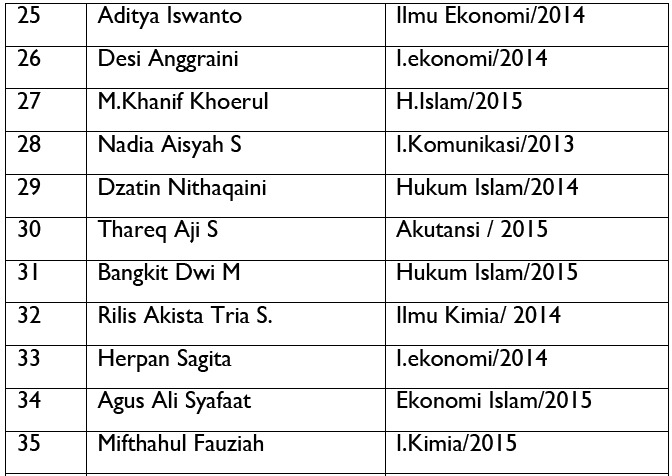 25 Aditya Iswanto Ilmu Ekonomi/2014
26 Desi Anggraini I.ekonomi/2014
27 M.Khanif Khoerul H.Islam/2015
28 Nadia Aisyah S I.Komunikasi/2013
29 Dzatin Nithaqaini Hukum Islam/2014
30 Thareq Aji S Akutansi / 2015
31 Bangkit Dwi M Hukum Islam/2015
32 Rilis Akista Tria S. Ilmu Kimia/ 2014
33 Herpan Sagita I.ekonomi/2014
34 Agus Ali Syafaat Ekonomi Islam/2015
35 Mifthahul Fauziah I.Kimia/2015